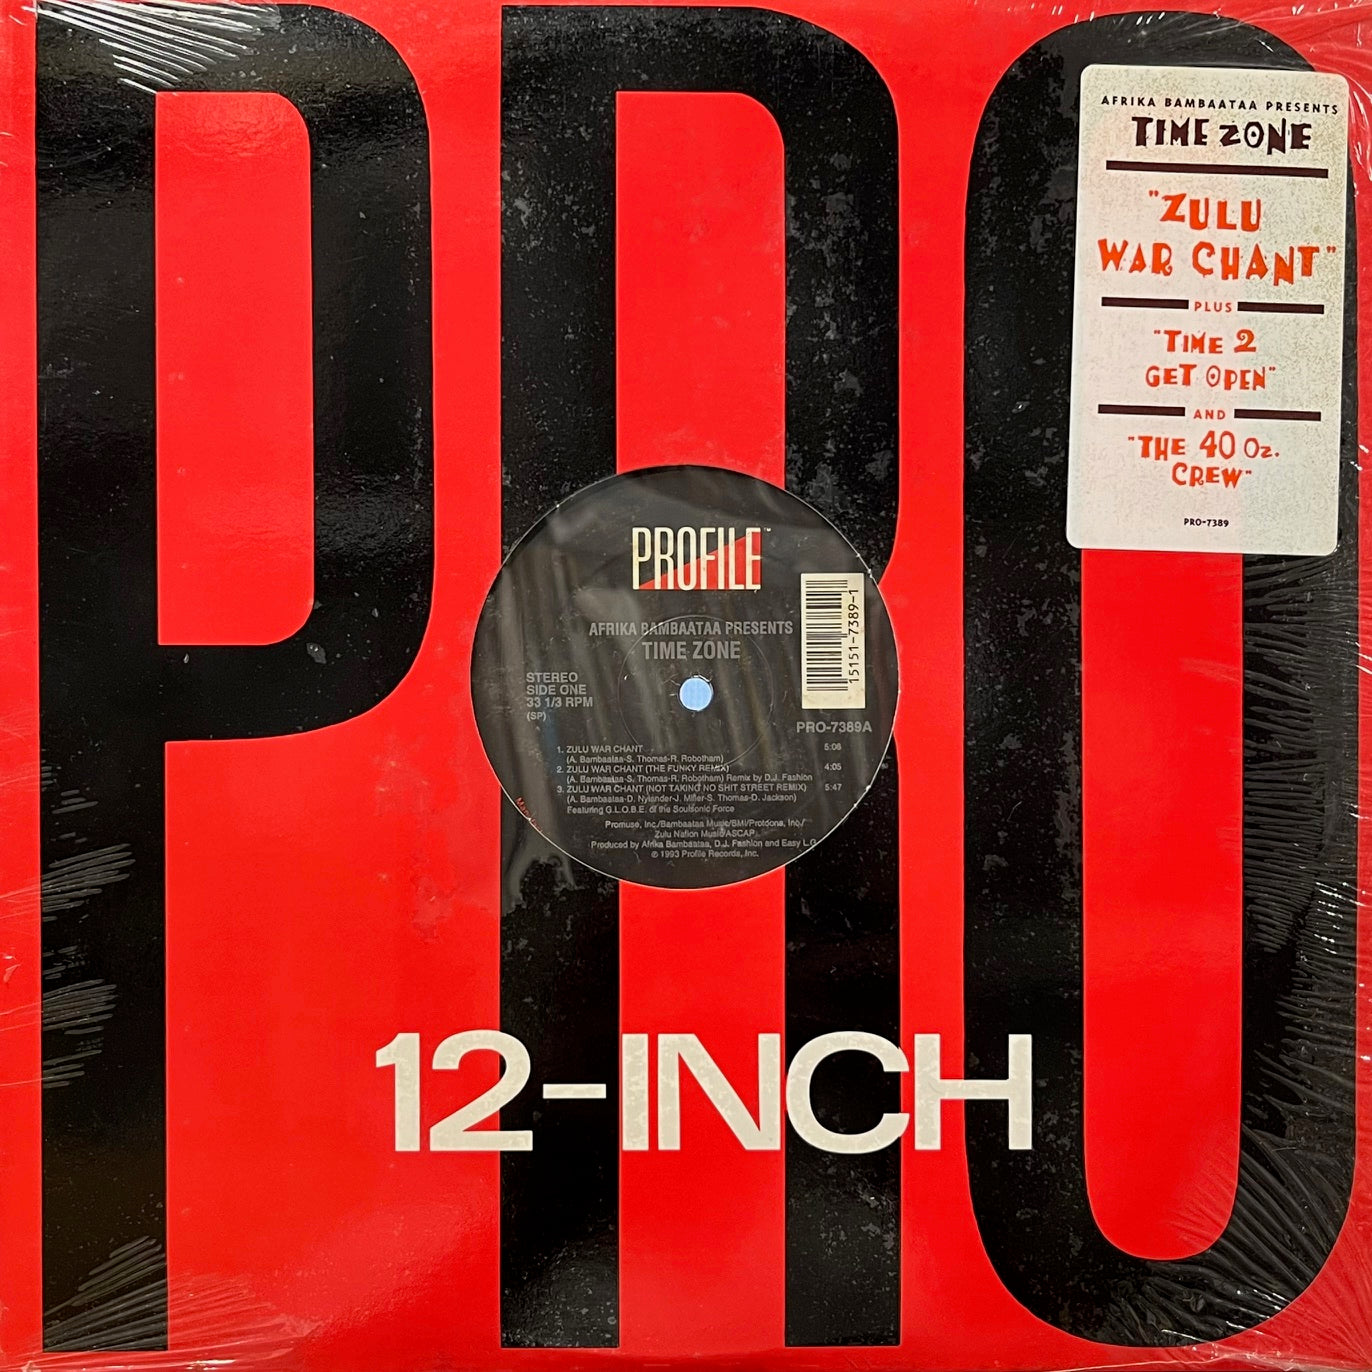 PRO
AFRIKA BAMBAATAA PRESENTS
TIME ZONE
"ZULU
WAR CHANT"
PLUS
"TIME 2
GET OPEN"
AND
"THE 40 OZ.
CREW"
PRO-7389
PROFILE™
AFRIKA BAMBAATAA PRESENTS
TIME ZONE
STEREO
SIDE ONE
33 1/3 RPM
(SP)
15151-7389-1
PRO-7389A
1. ZULU WAR CHANT 5:08
(A. Bambaataa-S. Thomas-R. Robotham)
2. ZULU WAR CHANT (THE FUNKY REMIX) 4:05
(A. Bambaataa-S. Thomas-R. Robotham) Remix by D.J. Fashion
3. ZULU WAR CHANT (NOT TAKING NO SHIT STREET REMIX) 5:47
(A. Bambaataa-D. Nylander-J. Miller-S. Thomas-D. Jackson)
Featuring G.L.O.B.E. of the Soulsonic Force
Promuse, Inc./Bambaataa Music/BMI/Protoons, Inc./
Zulu Nation Music/ASCAP
Produced by Afrika Bambaataa, D.J. Fashion and Easy L.G.
℗ 1993 Profile Records, Inc.
12-INCH